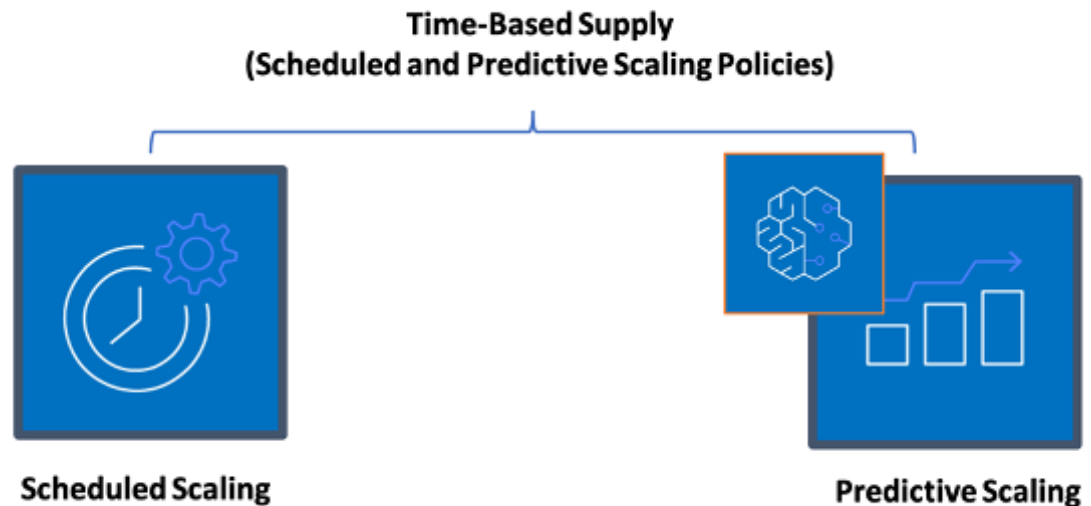 Time-Based Supply
(Scheduled and Predictive Scaling Policies)
Scheduled Scaling
Predictive Scaling